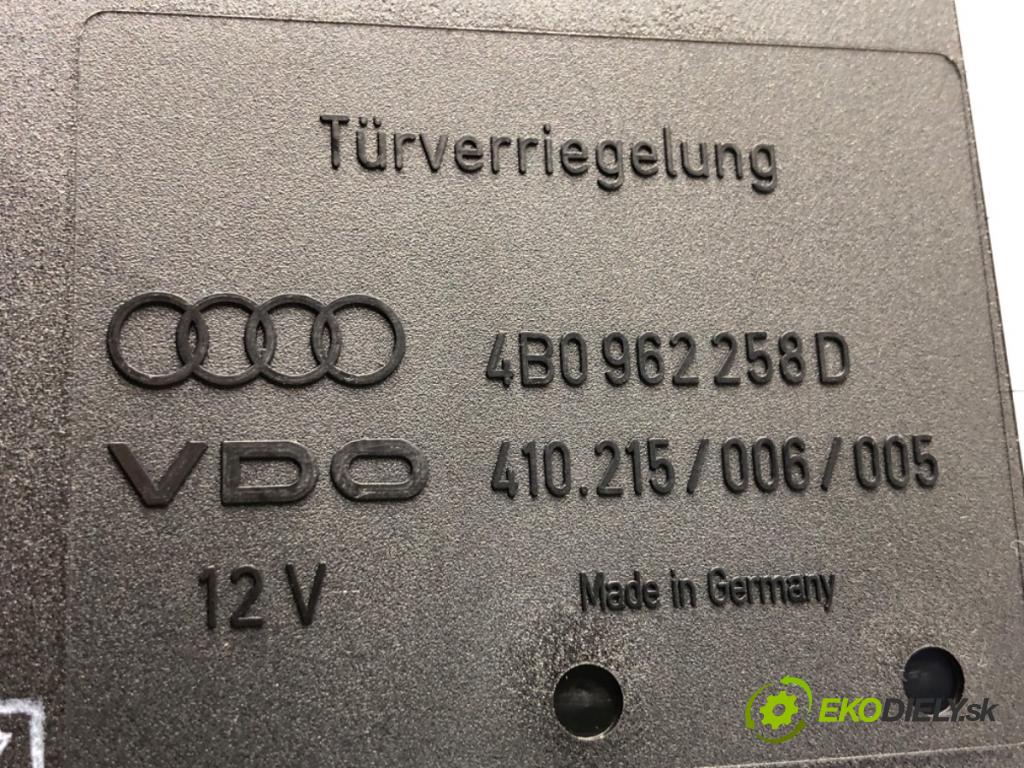 Türverriegelung
4B0 962 258 D
VDO 410.215/006/005
12 V Made in Germany
EKODIELY.sk